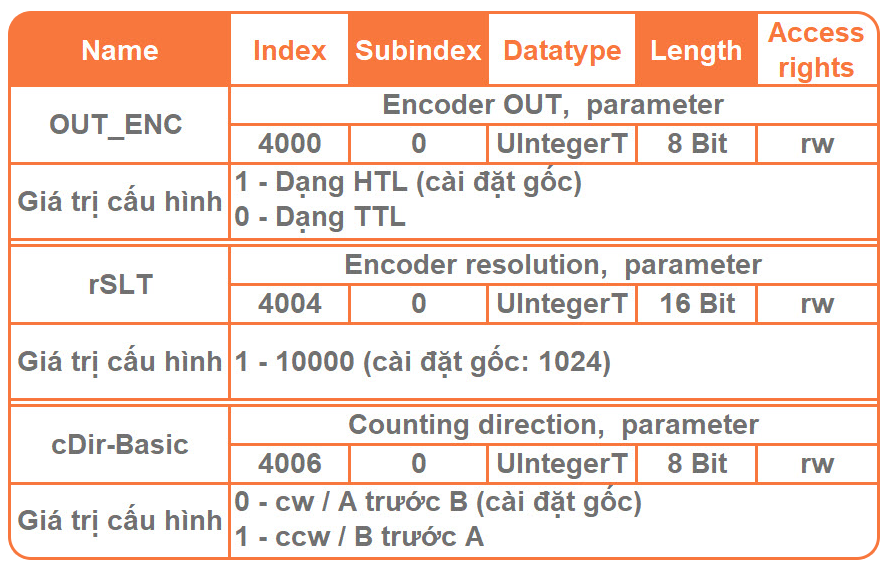 Name Index Subindex Datatype Length Access rights
OUT_ENC
Encoder OUT, parameter
4000 0 UIntegerT 8 Bit rw
Giá trị cấu hình
1 - Dạng HTL (cài đặt gốc)
0 - Dạng TTL
rSLT
Encoder resolution, parameter
4004 0 UIntegerT 16 Bit rw
Giá trị cấu hình
1 - 10000 (cài đặt gốc: 1024)
cDir-Basic
Counting direction, parameter
4006 0 UIntegerT 8 Bit rw
Giá trị cấu hình
0 - cw / A trước B (cài đặt gốc)
1 - ccw / B trước A